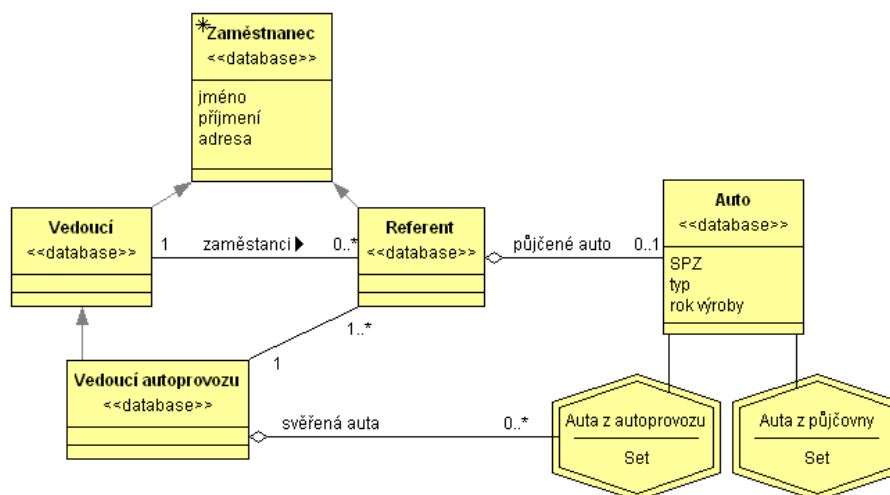 *Zaměstnanec
<<database>>
jméno
příjmení
adresa
Vedoucí
<<database>>
1
zaměstanci
0..*
Referent
<<database>>
půjčené auto
0..1
Auto
<<database>>
SPZ
typ
rok výroby
1..*
1
Vedoucí autoprovozu
<<database>>
svěřená auta
0..*
Auta z autoprovozu
Set
Auta z půjčovny
Set